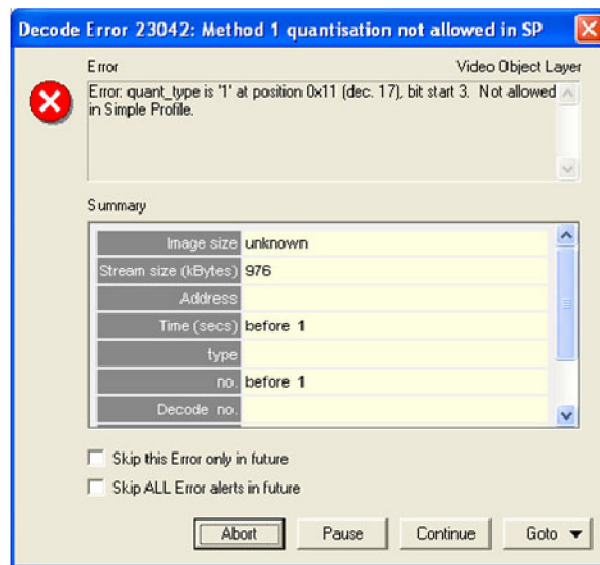 Decode Error 23042: Method 1 quantisation not allowed in SP
Error Video Object Layer
Error: quant_type is '1' at position 0x11 (dec. 17), bit start 3. Not allowed
in Simple Profile.
Summary
Image size unknown
Stream size (kBytes) 976
Address
Time (secs) before 1
type
no. before 1
Decode no.
Skip this Error only in future
Skip ALL Error alerts in future
Abort Pause Continue Goto